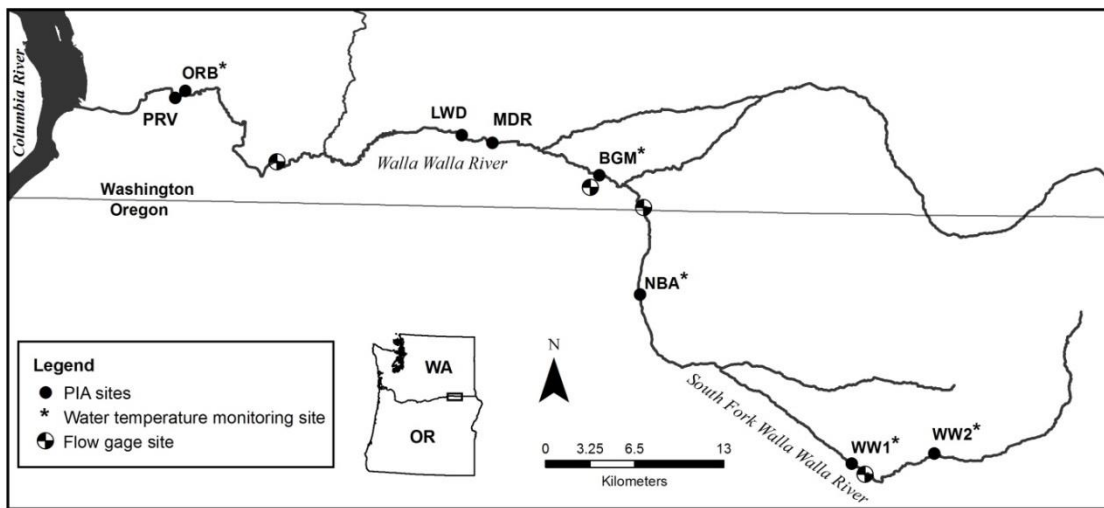 Columbia River
ORB*
PRV
LWD
MDR
Walla Walla River
BGM*
Washington
Oregon
NBA*
Legend
PIA sites
* Water temperature monitoring site
Flow gage site
WA
OR
N
0 3.25 6.5 13
Kilometers
South Fork Walla Walla River
WW1*
WW2*